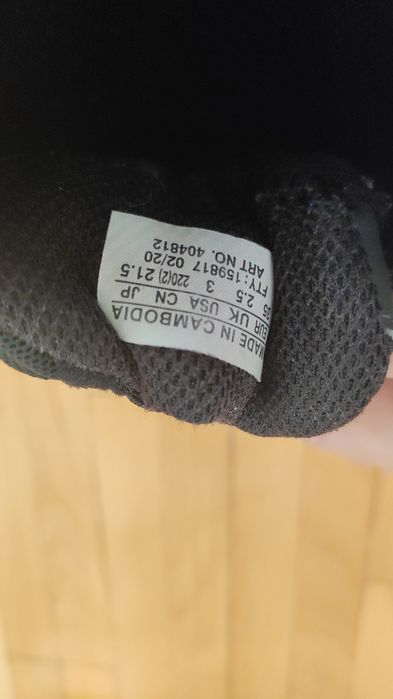 MADE IN CAMBODIA
EUR UK USA CN JP
35 2.5 3 220(2) 21.5
FTY: 159817 02/20
ART NO. 404812